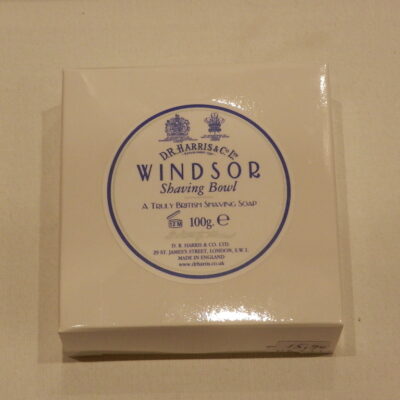 D.R. HARRIS & Co. Ltd.
WINDSOR
Shaving Bowl
A TRULY BRITISH SHAVING SOAP
12 M 100g. ℮
D. R. HARRIS & CO. LTD.
29 ST. JAMES'S STREET, LONDON, S.W. 1.
MADE IN ENGLAND
www.drharris.co.uk